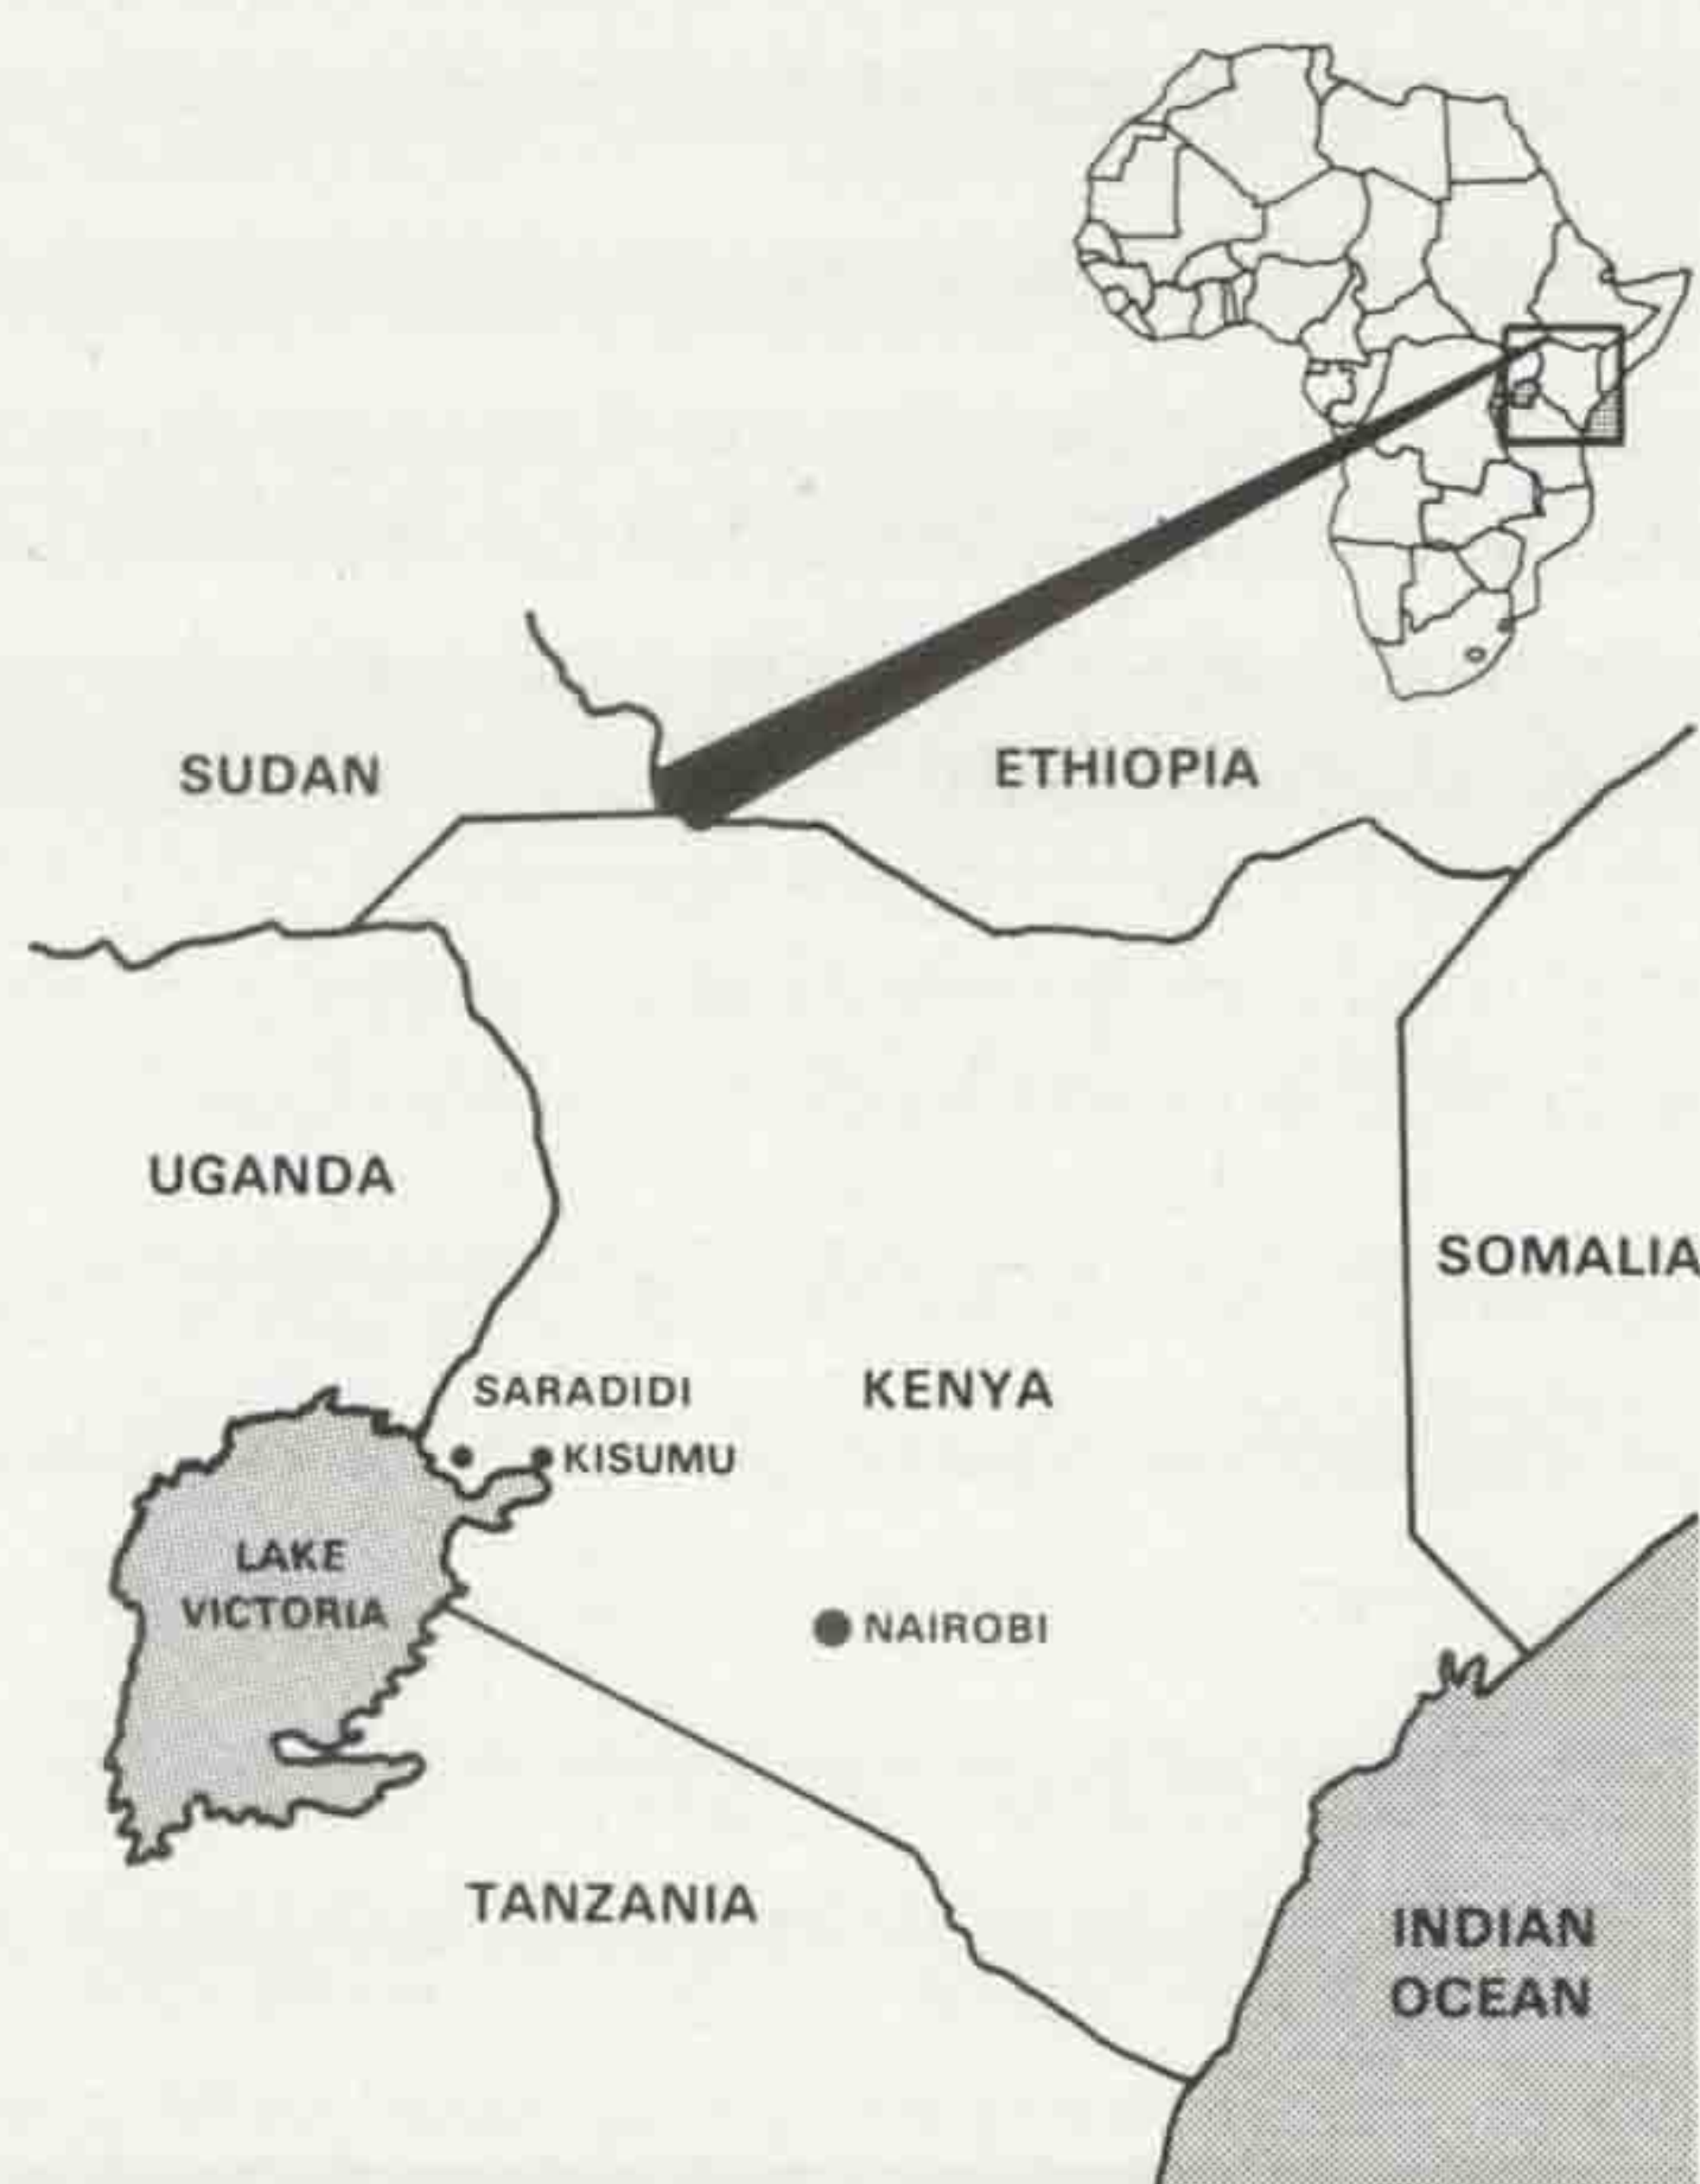 SUDAN
ETHIOPIA
UGANDA
SOMALIA
SARADIDI
KENYA
KISUMU
LAKE
VICTORIA
NAIROBI
TANZANIA
INDIAN
OCEAN